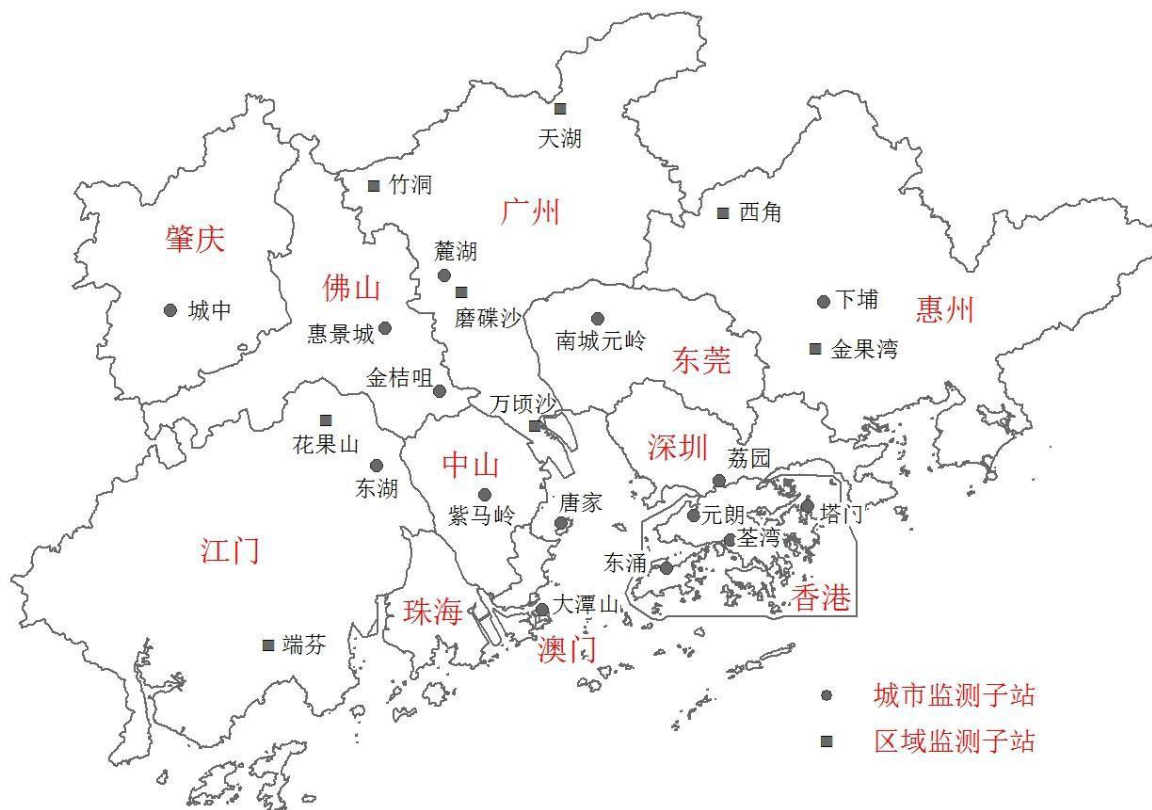 天湖
竹洞
广州
西角
肇庆
麓湖
佛山
城中
磨碟沙
下埔
惠州
惠景城
南城元岭
金果湾
东莞
金桔咀
万顷沙
花果山
中山
深圳
荔园
东湖
紫马岭
唐家
元朗
塔门
荃湾
江门
东涌
香港
珠海
大潭山
端芬
澳门
城市监测子站
区域监测子站